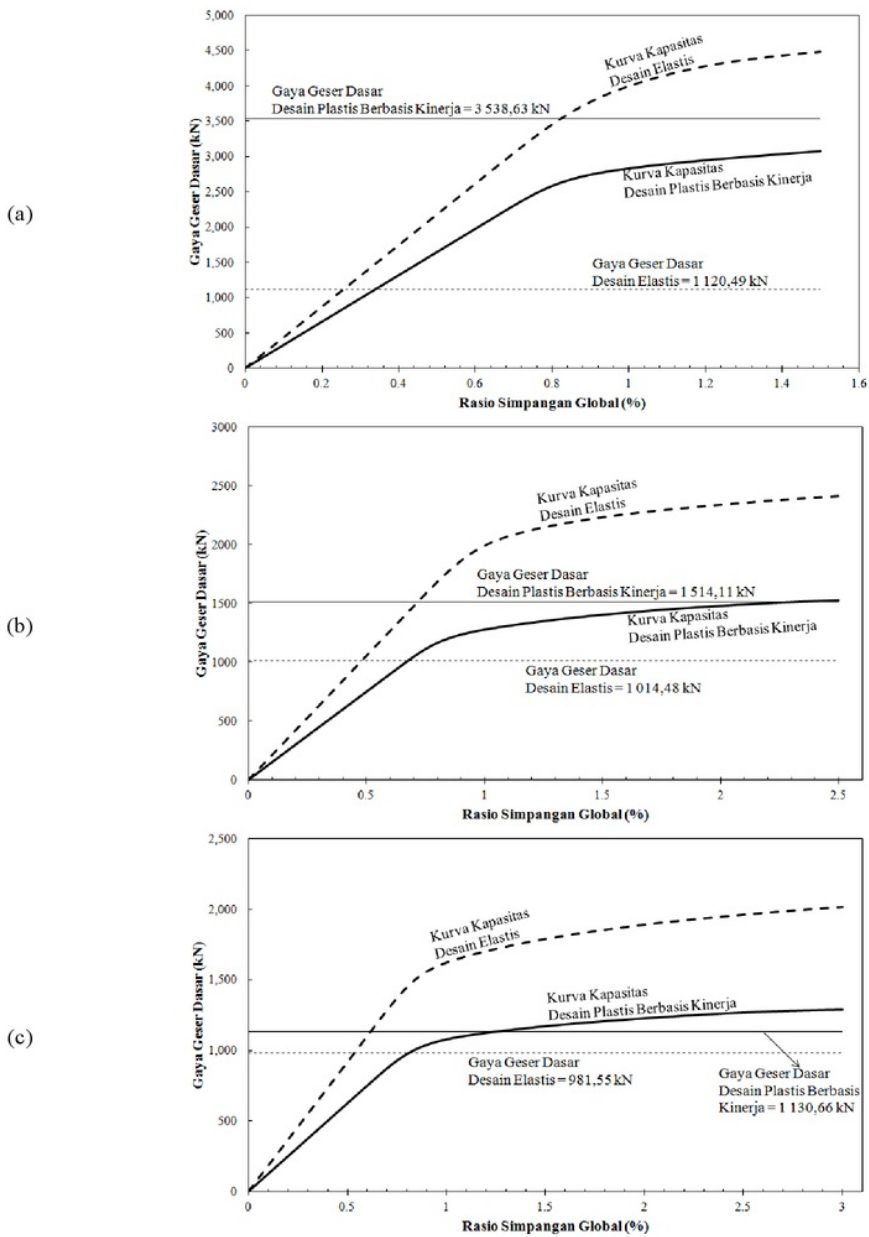 (a)
Gaya Geser Dasar (kN)
5,000
4,500
4,000
3,500
3,000
2,500
2,000
1,500
1,000
500
0
Kurva Kapasitas
Desain Elastis
Gaya Geser Dasar
Desain Plastis Berbasis Kinerja = 3 538,63 kN
Kurva Kapasitas
Desain Plastis Berbasis Kinerja
Gaya Geser Dasar
Desain Elastis = 1 120,49 kN
0 0.2 0.4 0.6 0.8 1 1.2 1.4 1.6
Rasio Simpangan Global (%)
(b)
Gaya Geser Dasar (kN)
3000
2500
2000
1500
1000
500
0
Kurva Kapasitas
Desain Elastis
Gaya Geser Dasar
Desain Plastis Berbasis Kinerja = 1 514,11 kN
Kurva Kapasitas
Desain Plastis Berbasis Kinerja
Gaya Geser Dasar
Desain Elastis = 1 014,48 kN
0 0.5 1 1.5 2 2.5
Rasio Simpangan Global (%)
(c)
Gaya Geser Dasar (kN)
2,500
2,000
1,500
1,000
500
0
Kurva Kapasitas
Desain Elastis
Kurva Kapasitas
Desain Plastis Berbasis Kinerja
Gaya Geser Dasar
Desain Elastis = 981,55 kN
Gaya Geser Dasar
Desain Plastis Berbasis
Kinerja = 1 130,66 kN
0 0.5 1 1.5 2 2.5 3
Rasio Simpangan Global (%)